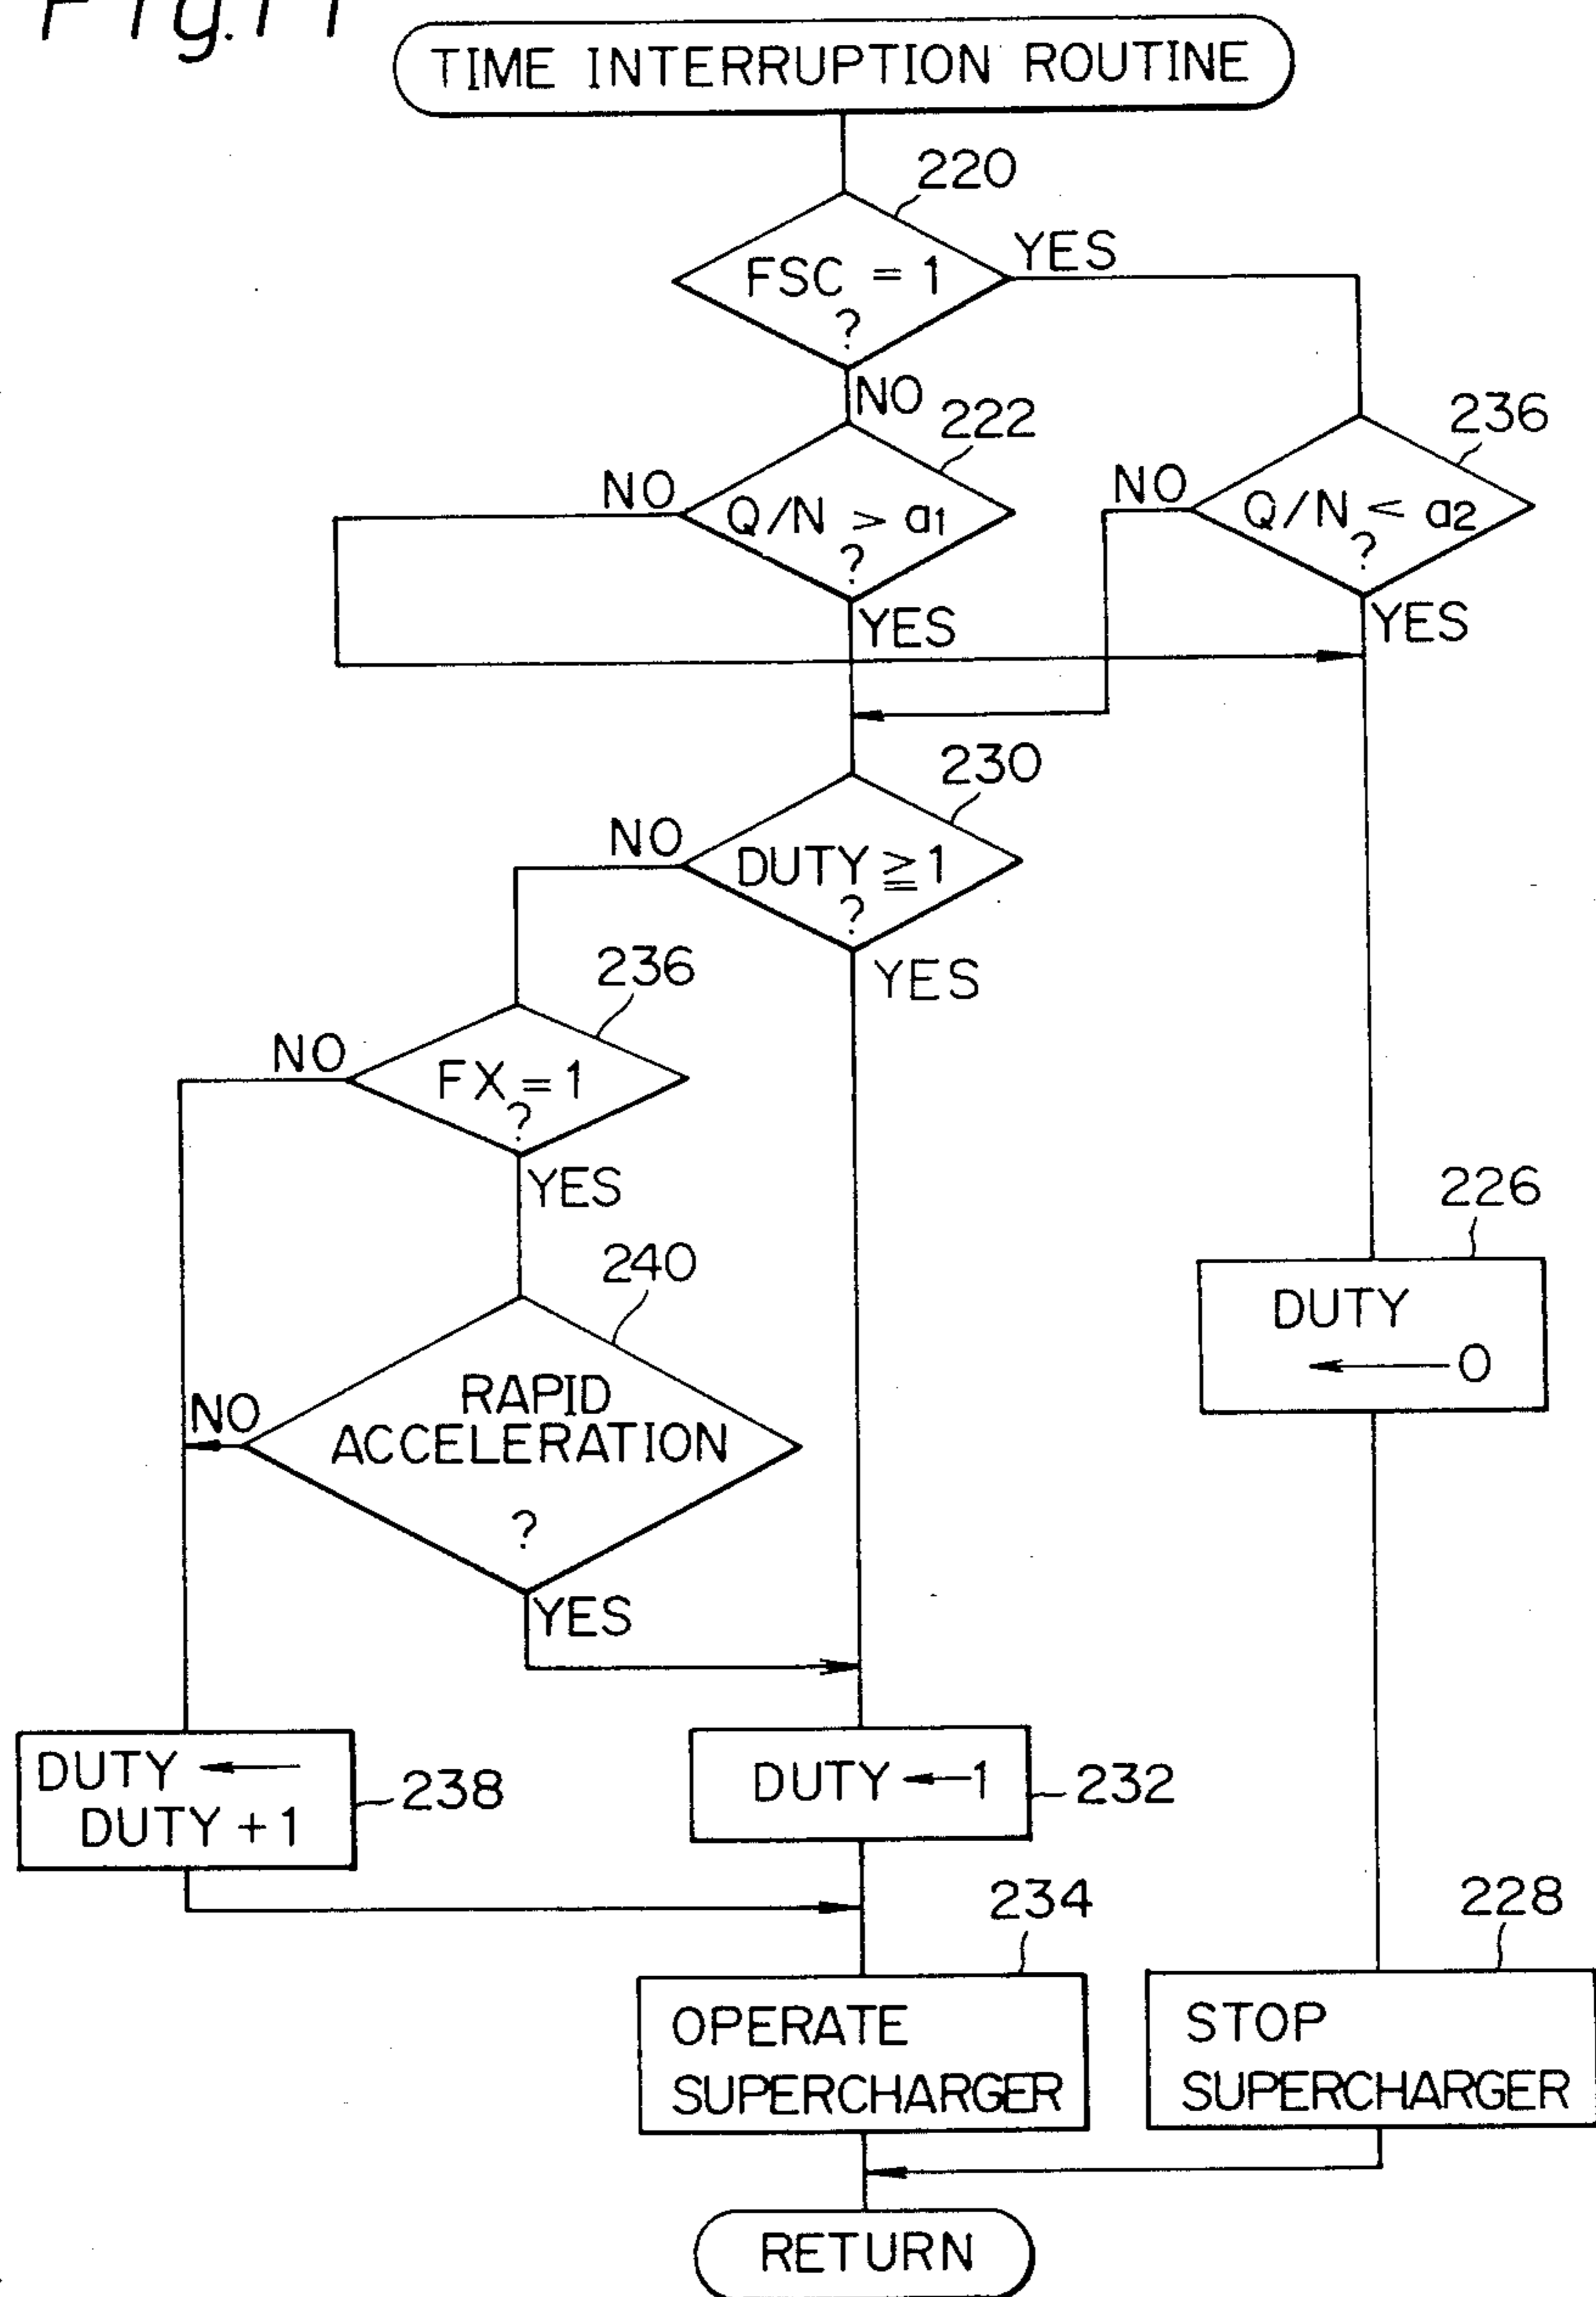 Fig.11
TIME INTERRUPTION ROUTINE
220
FSC = 1
?
YES
NO
222
236
NO
Q/N > a1
?
YES
NO
Q/N < a2
?
YES
230
NO
DUTY ≧ 1
?
YES
236
NO
FX = 1
?
YES
226
DUTY
← 0
240
NO
RAPID
ACCELERATION
?
YES
DUTY ←
DUTY + 1
238
DUTY ← 1
232
234
228
OPERATE
SUPERCHARGER
STOP
SUPERCHARGER
RETURN